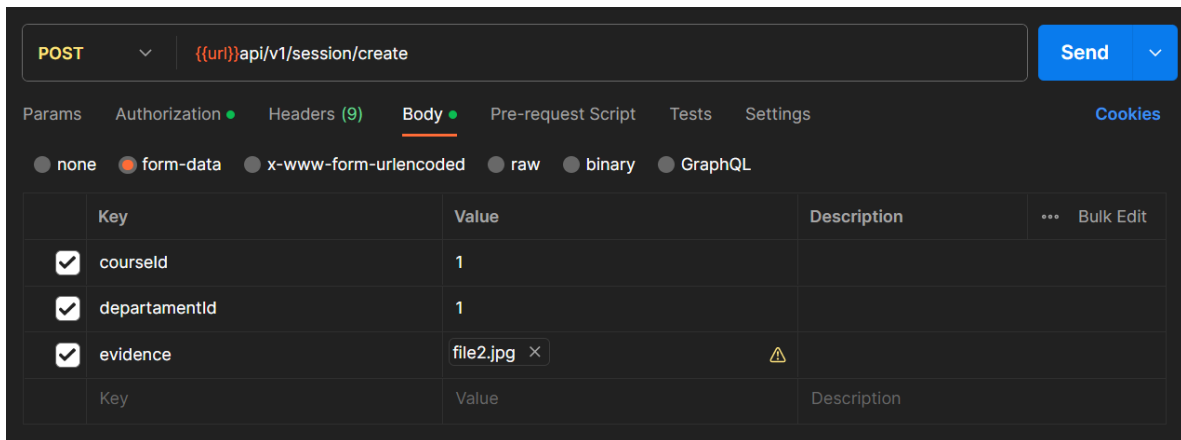 POST {{url}}api/v1/session/create Send
Params Authorization Headers (9) Body Pre-request Script Tests Settings Cookies
none form-data x-www-form-urlencoded raw binary GraphQL
Key Value Description Bulk Edit
courseId 1
departamentId 1
evidence file2.jpg
Key Value Description